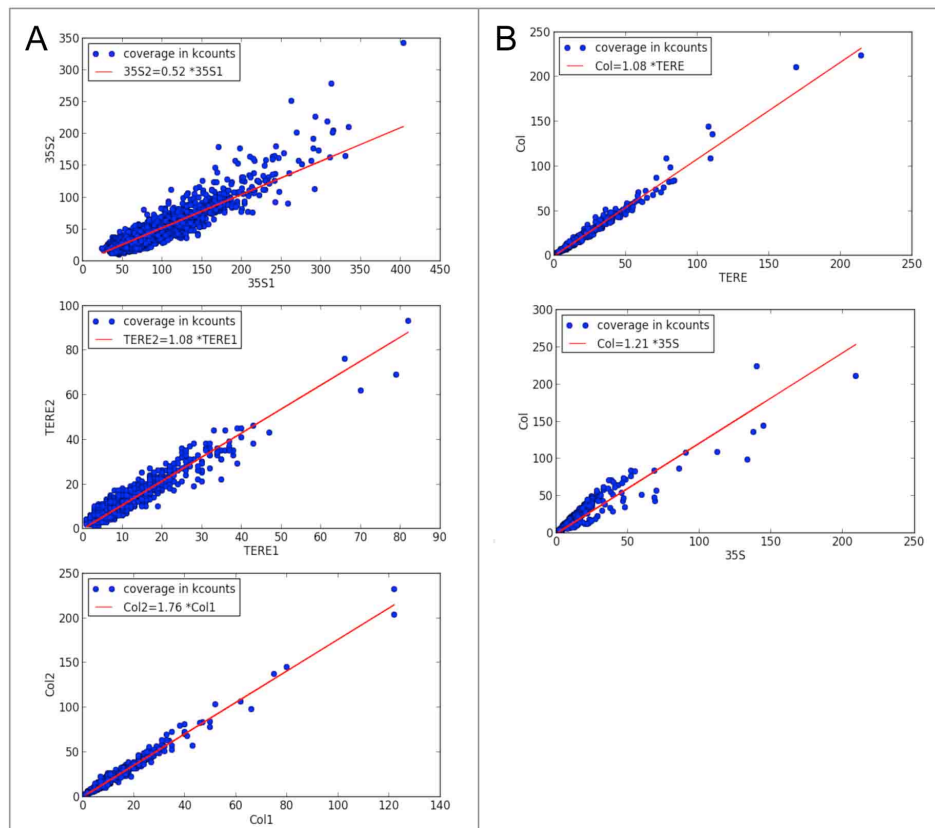 A
350
300
250
200
150
100
50
0
35S2
coverage in kcounts
35S2=0.52 *35S1
0 50 100 150 200 250 300 350 400 450
35S1
100
80
60
40
20
0
TERE2
coverage in kcounts
TERE2=1.08 *TERE1
0 10 20 30 40 50 60 70 80 90
TERE1
250
200
150
100
50
0
Col2
coverage in kcounts
Col2=1.76 *Col1
0 20 40 60 80 100 120 140
Col1
B
250
200
150
100
50
0
Col
coverage in kcounts
Col=1.08 *TERE
0 50 100 150 200 250
TERE
300
250
200
150
100
50
0
Col
coverage in kcounts
Col=1.21 *35S
0 50 100 150 200 250
35S